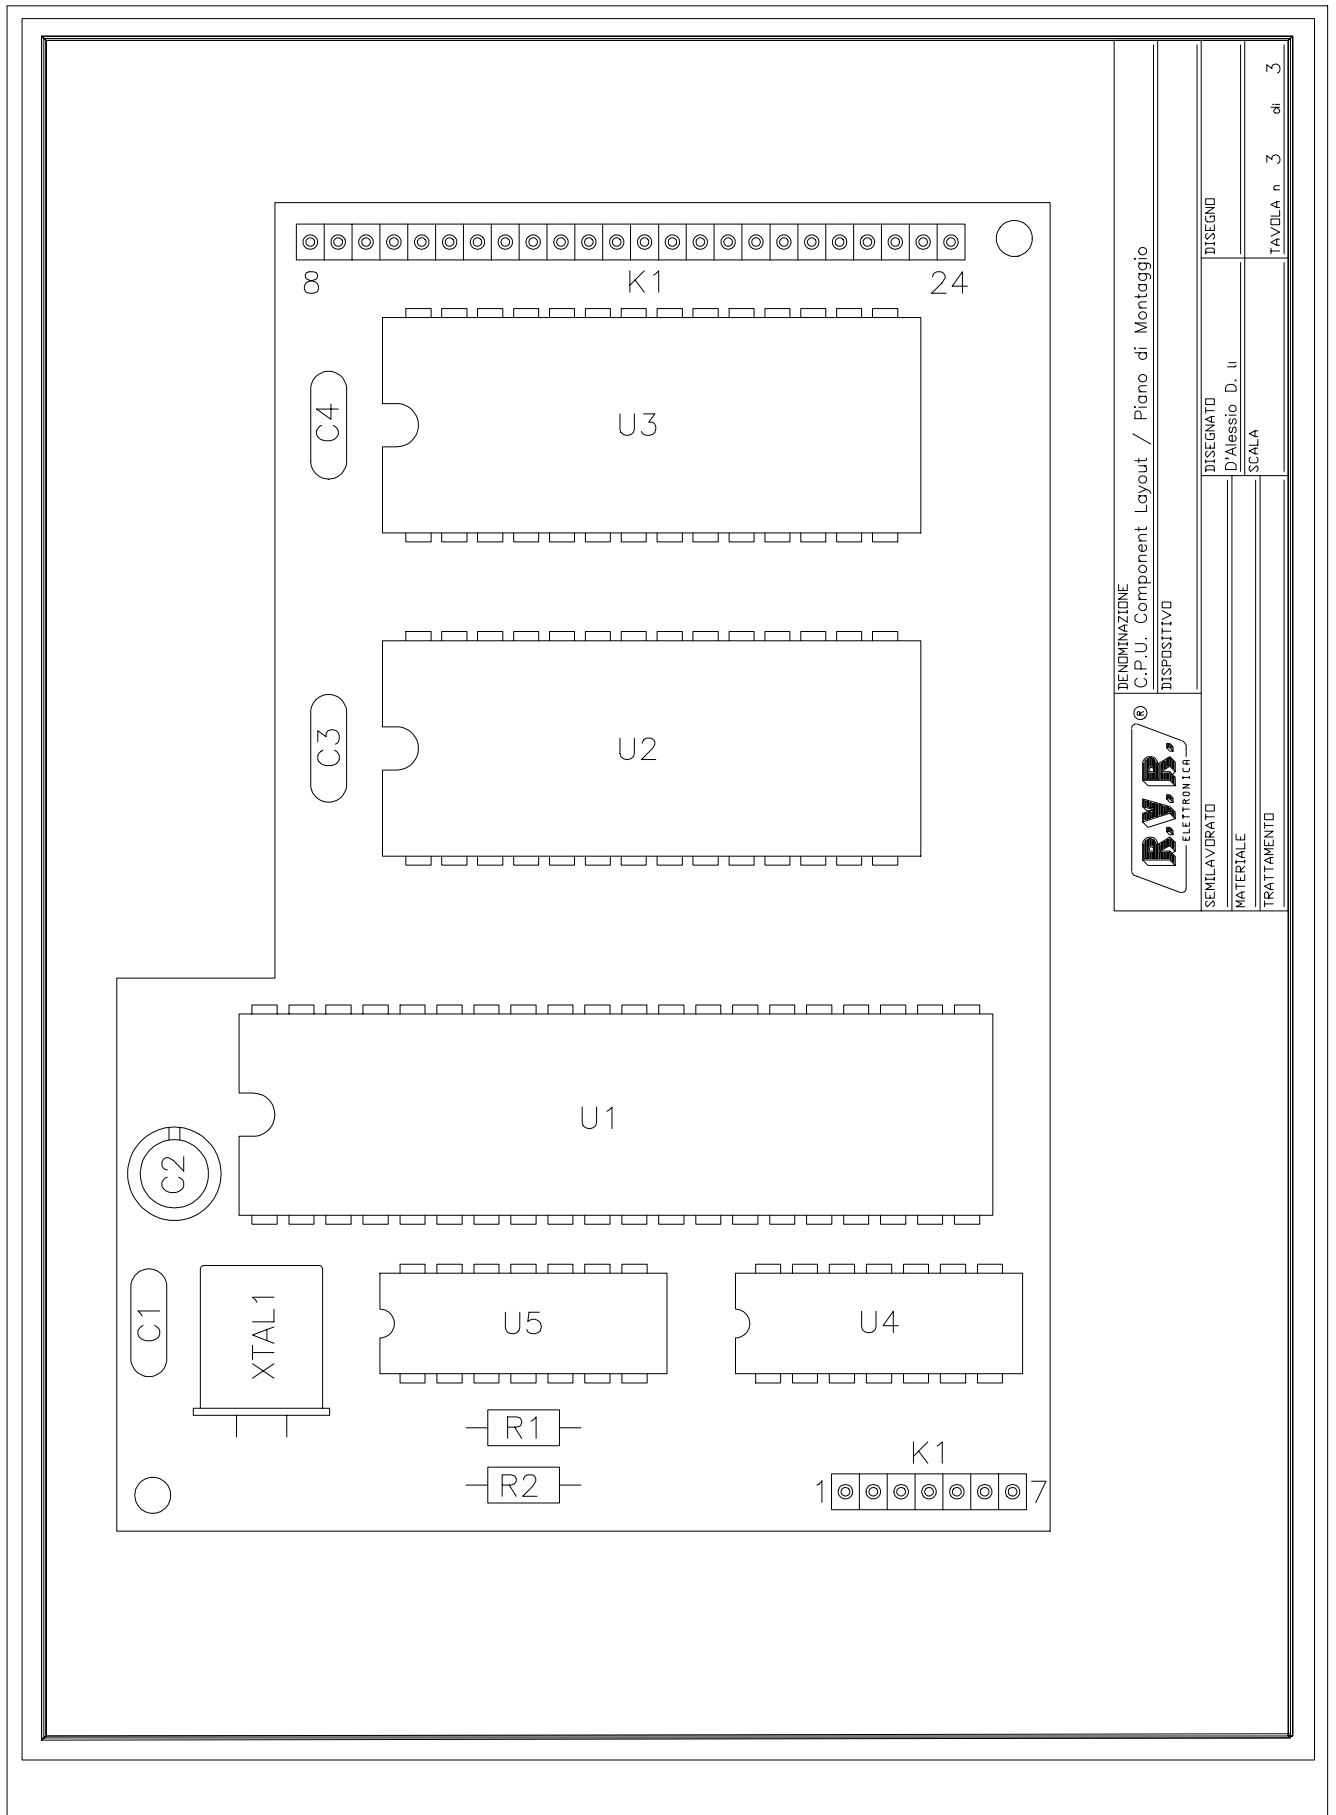 8 K1 24
C4
U3
C3
U2
U1
C2
C1
XTAL1
U5
U4
R1
R2
K1
1 7
R.V.R.®
ELETTRONICA
DENOMINAZIONE
C.P.U. Component Layout / Piano di Montaggio
DISPOSITIVO
SEMILAVORATO
MATERIALE
TRATTAMENTO
DISEGNATO
D'Alessio D. li
SCALA
DISEGNO
TAVOLA n 3 di 3